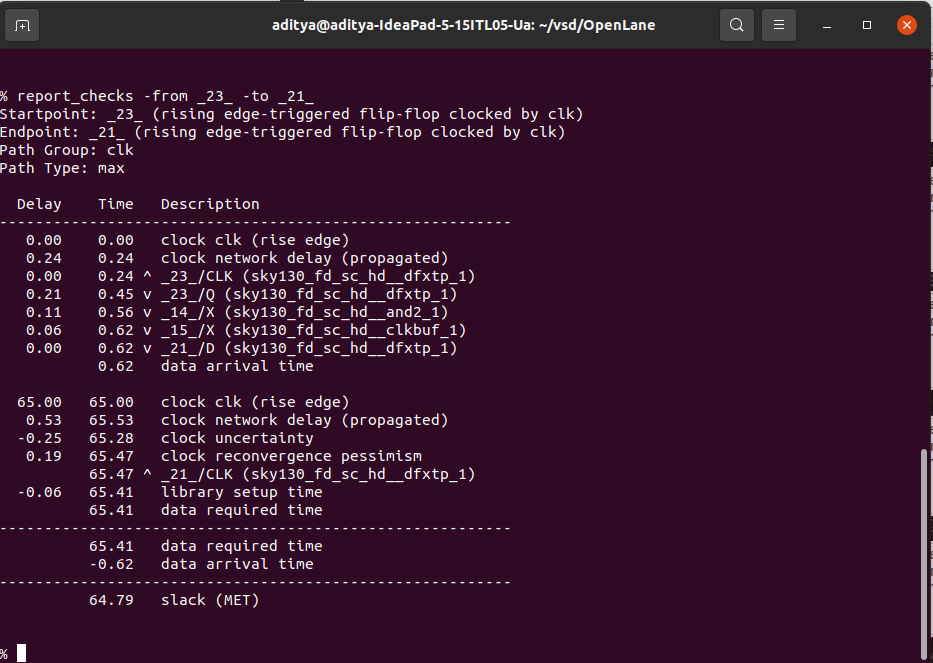 aditya@aditya-IdeaPad-5-15ITL05-Ua: ~/vsd/OpenLane
% report_checks -from _23_ -to _21_
Startpoint: _23_ (rising edge-triggered flip-flop clocked by clk)
Endpoint: _21_ (rising edge-triggered flip-flop clocked by clk)
Path Group: clk
Path Type: max
  Delay    Time   Description
---------------------------------------------------------
   0.00    0.00   clock clk (rise edge)
   0.24    0.24   clock network delay (propagated)
   0.00    0.24 ^ _23_/CLK (sky130_fd_sc_hd__dfxtp_1)
   0.21    0.45 v _23_/Q (sky130_fd_sc_hd__dfxtp_1)
   0.11    0.56 v _14_/X (sky130_fd_sc_hd__and2_1)
   0.06    0.62 v _15_/X (sky130_fd_sc_hd__clkbuf_1)
   0.00    0.62 v _21_/D (sky130_fd_sc_hd__dfxtp_1)
           0.62   data arrival time
  65.00   65.00   clock clk (rise edge)
   0.53   65.53   clock network delay (propagated)
  -0.25   65.28   clock uncertainty
   0.19   65.47   clock reconvergence pessimism
          65.47 ^ _21_/CLK (sky130_fd_sc_hd__dfxtp_1)
  -0.06   65.41   library setup time
          65.41   data required time
---------------------------------------------------------
          65.41   data required time
          -0.62   data arrival time
---------------------------------------------------------
          64.79   slack (MET)
%